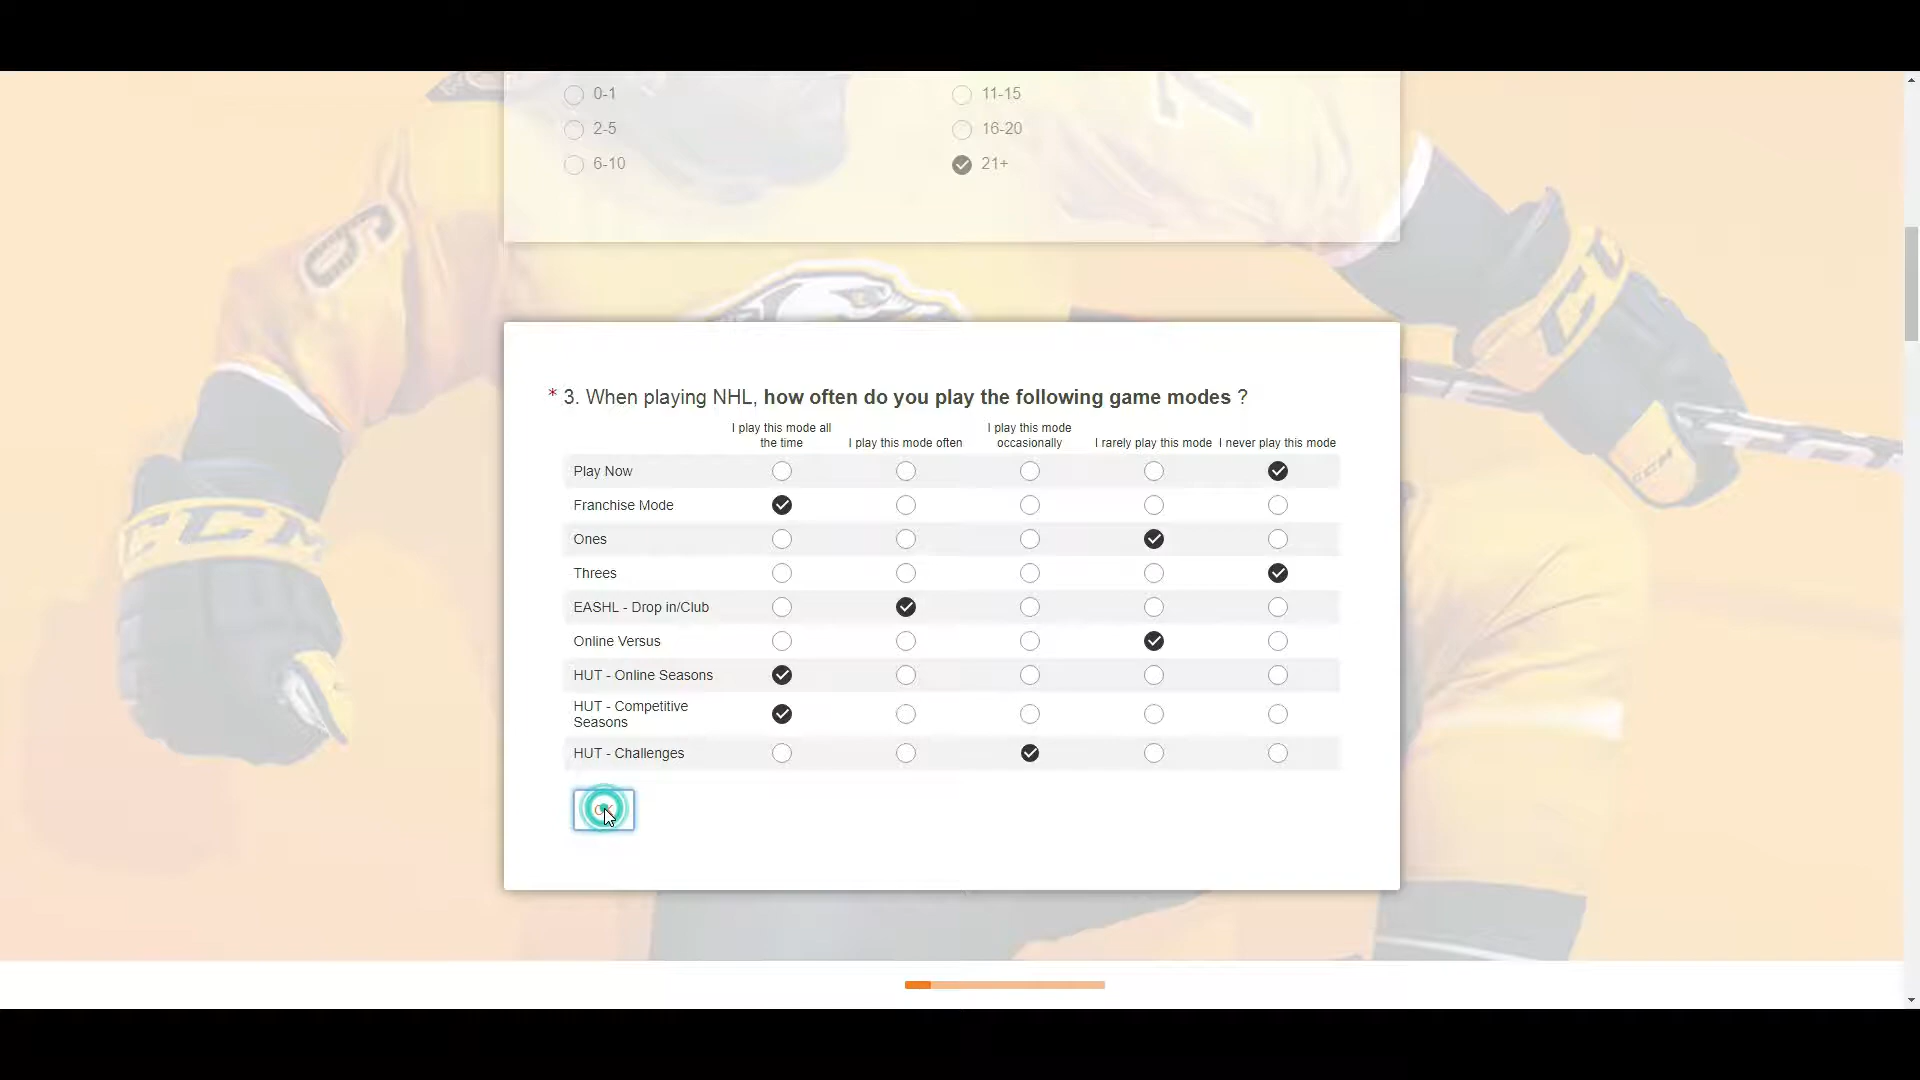 0-1
11-15
2-5
16-20
6-10
21+
* 3. When playing NHL, how often do you play the following game modes ?
I play this mode all the time
I play this mode often
I play this mode occasionally
I rarely play this mode
I never play this mode
Play Now
Franchise Mode
Ones
Threes
EASHL - Drop in/Club
Online Versus
HUT - Online Seasons
HUT - Competitive
Seasons
HUT - Challenges
CCM
CCM
CCM